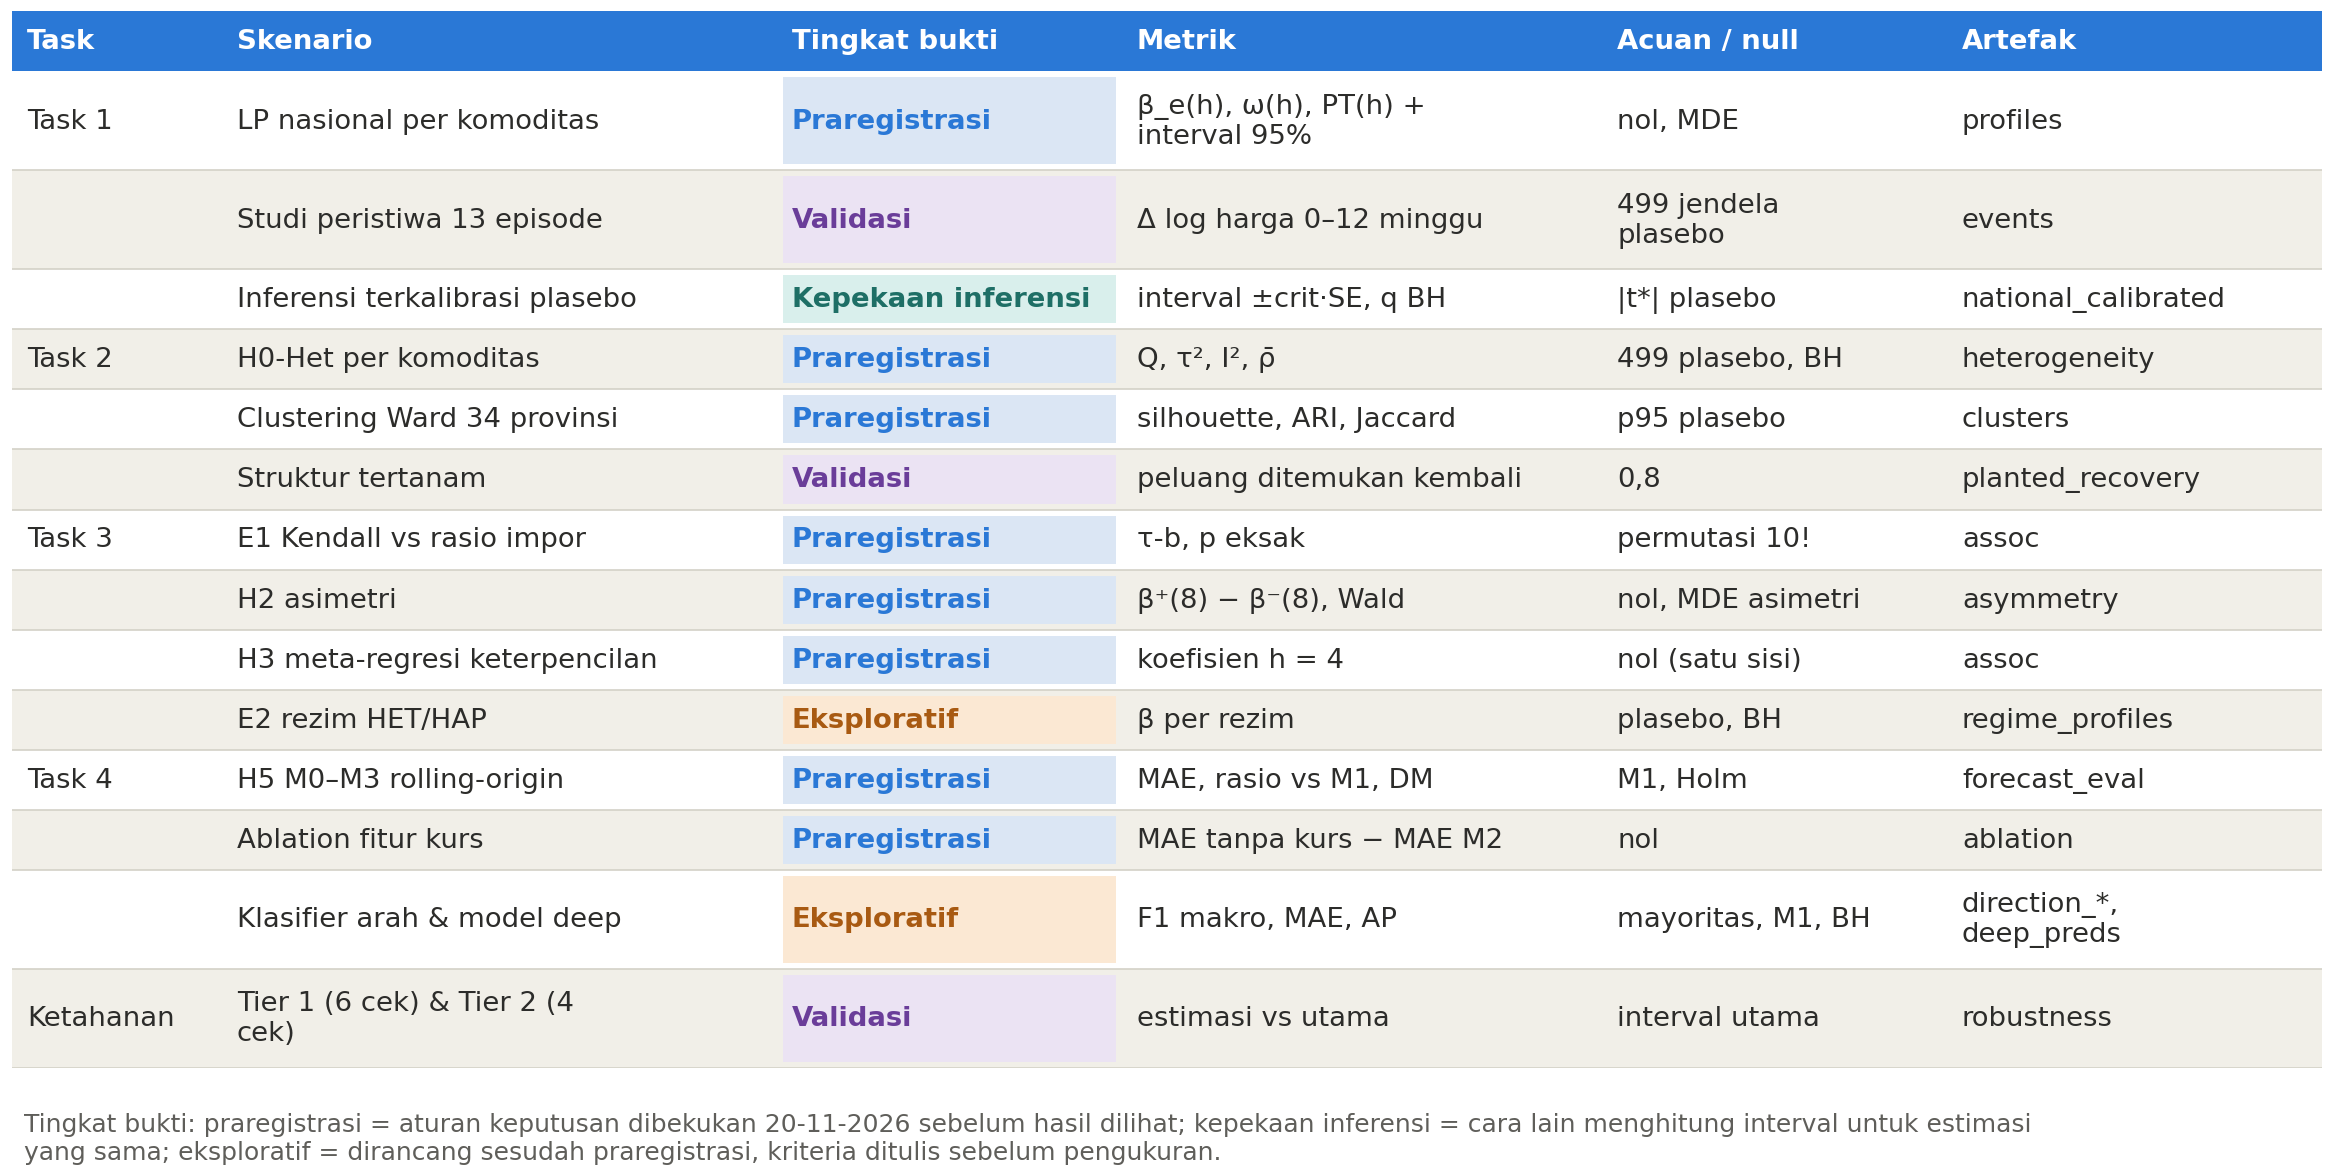 Task Skenario Tingkat bukti Metrik Acuan / null Artefak
Task 1 LP nasional per komoditas Praregistrasi β_e(h), ω(h), PT(h) + nol, MDE profiles
interval 95%
Studi peristiwa 13 episode Validasi Δ log harga 0–12 minggu 499 jendela events
plasebo
Inferensi terkalibrasi plasebo Kepekaan inferensi interval ±crit·SE, q BH |t*| plasebo national_calibrated
Task 2 H0-Het per komoditas Praregistrasi Q, τ², I², ρ̄ 499 plasebo, BH heterogeneity
Clustering Ward 34 provinsi Praregistrasi silhouette, ARI, Jaccard p95 plasebo clusters
Struktur tertanam Validasi peluang ditemukan kembali 0,8 planted_recovery
Task 3 E1 Kendall vs rasio impor Praregistrasi τ-b, p eksak permutasi 10! assoc
H2 asimetri Praregistrasi β⁺(8) − β⁻(8), Wald nol, MDE asimetri asymmetry
H3 meta-regresi keterpencilan Praregistrasi koefisien h = 4 nol (satu sisi) assoc
E2 rezim HET/HAP Eksploratif β per rezim plasebo, BH regime_profiles
Task 4 H5 M0–M3 rolling-origin Praregistrasi MAE, rasio vs M1, DM M1, Holm forecast_eval
Ablation fitur kurs Praregistrasi MAE tanpa kurs − MAE M2 nol ablation
Klasifier arah & model deep Eksploratif F1 makro, MAE, AP mayoritas, M1, BH direction_*,
deep_preds
Ketahanan Tier 1 (6 cek) & Tier 2 (4 Validasi estimasi vs utama interval utama robustness
cek)
Tingkat bukti: praregistrasi = aturan keputusan dibekukan 20-11-2026 sebelum hasil dilihat; kepekaan inferensi = cara lain menghitung interval untuk estimasi
yang sama; eksploratif = dirancang sesudah praregistrasi, kriteria ditulis sebelum pengukuran.